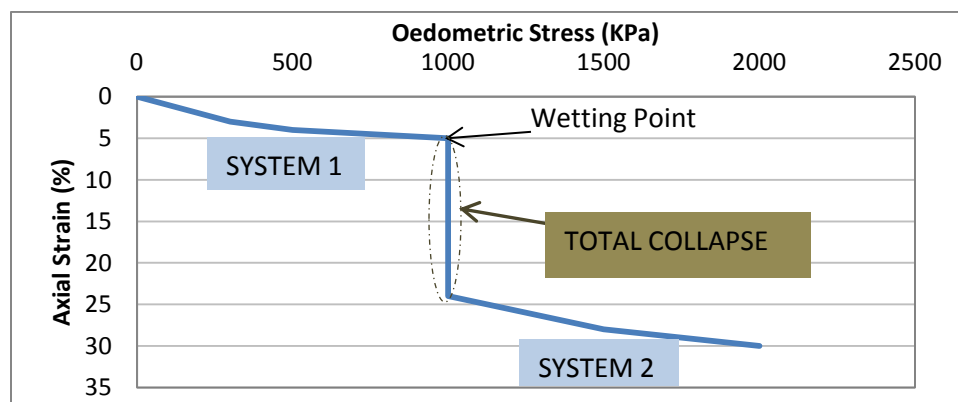 Oedometric Stress (KPa)
0 500 1000 1500 2000 2500
0
5
10
15
20
25
30
35
Axial Strain (%)
Wetting Point
SYSTEM 1
TOTAL COLLAPSE
SYSTEM 2